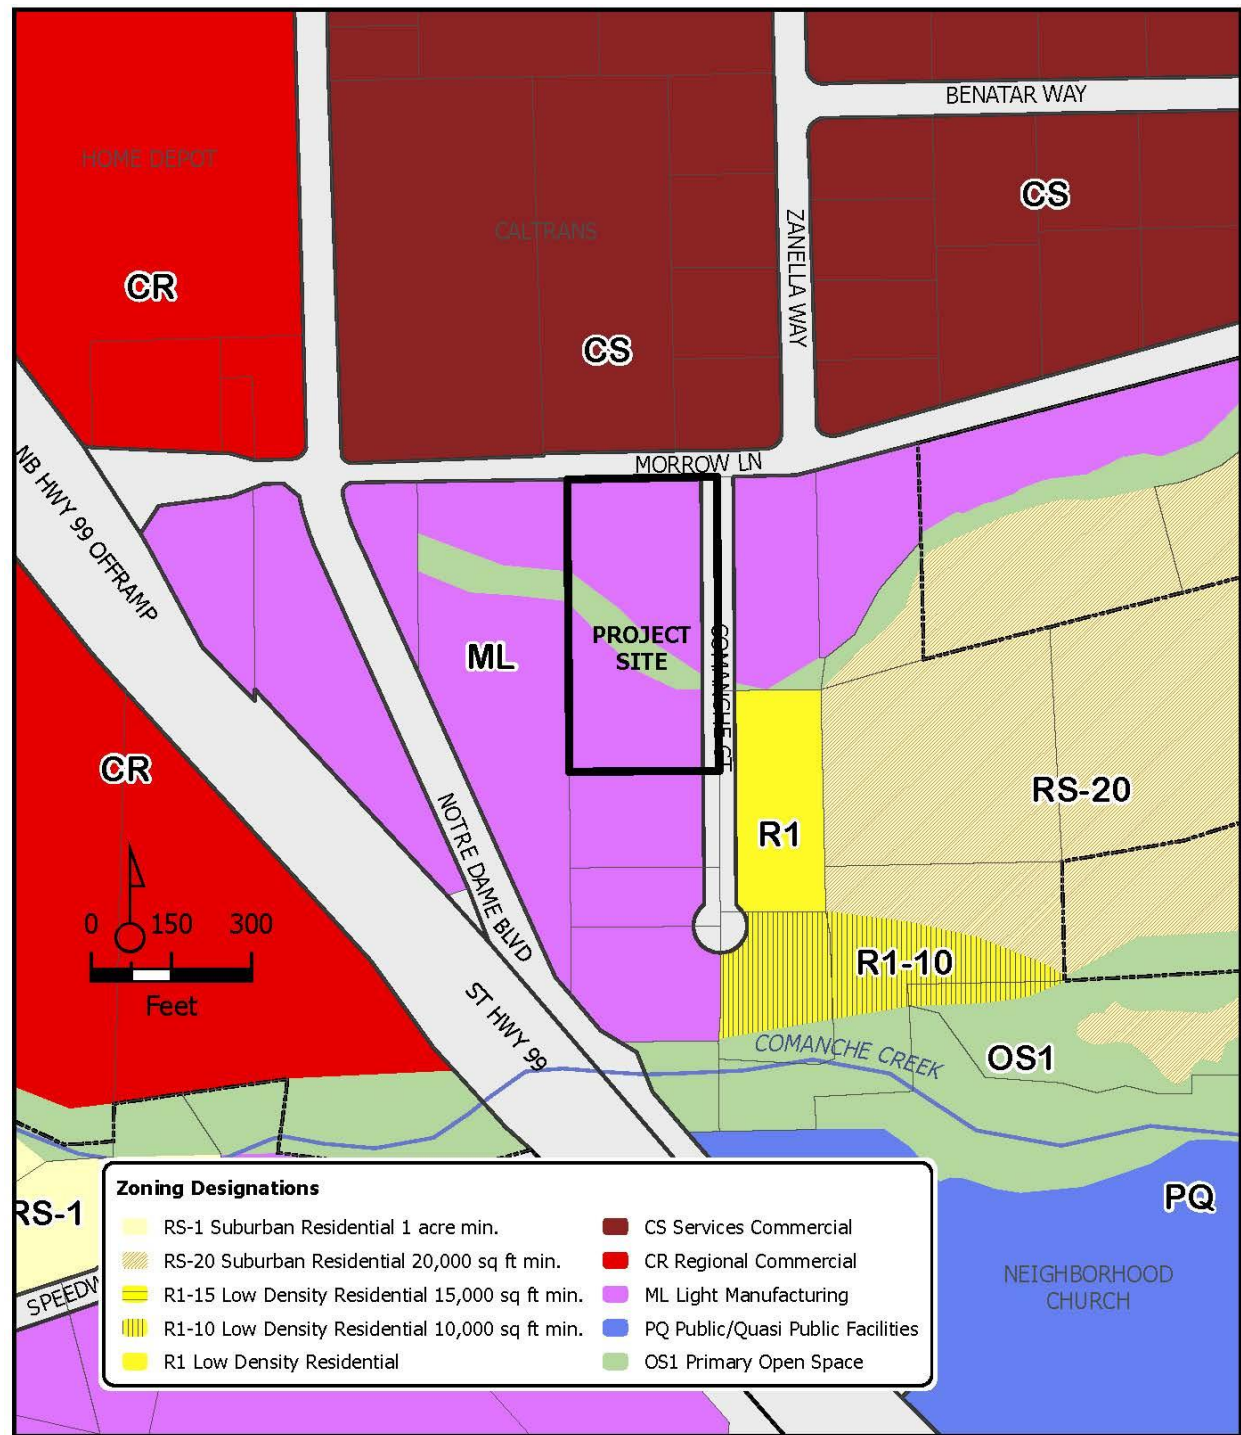 BENATAR WAY
HOME DEPOT
CS
CALTRANS
ZANELLA WAY
CR
CS
NB HWY 99 OFFRAMP
MORROW LN
PROJECT
SITE
COMANCHE CT
ML
CR
RS-20
R1
NOTRE DAME BLVD
0 150 300
Feet
R1-10
ST HWY 99
COMANCHE CREEK
OS1
RS-1
PQ
NEIGHBORHOOD
CHURCH
SPEEDW
Zoning Designations
RS-1 Suburban Residential 1 acre min.
RS-20 Suburban Residential 20,000 sq ft min.
R1-15 Low Density Residential 15,000 sq ft min.
R1-10 Low Density Residential 10,000 sq ft min.
R1 Low Density Residential
CS Services Commercial
CR Regional Commercial
ML Light Manufacturing
PQ Public/Quasi Public Facilities
OS1 Primary Open Space